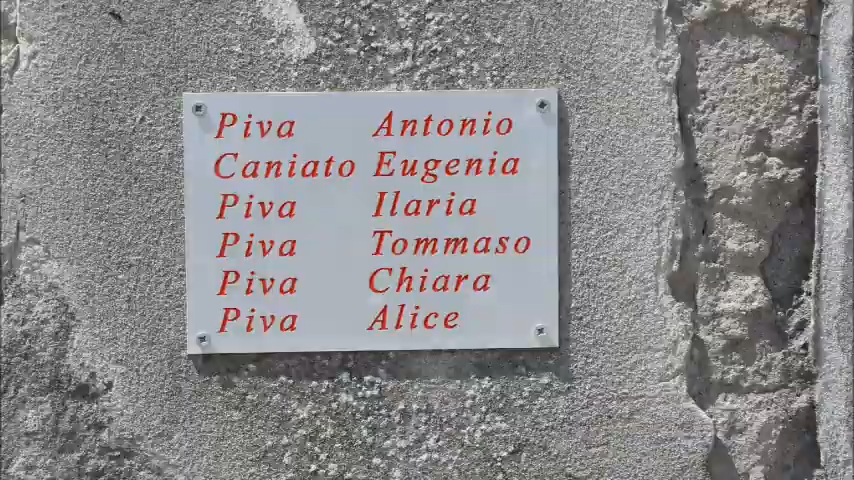 Piva Antonio
Caniato Eugenia
Piva Ilaria
Piva Tommaso
Piva Chiara
Piva Alice